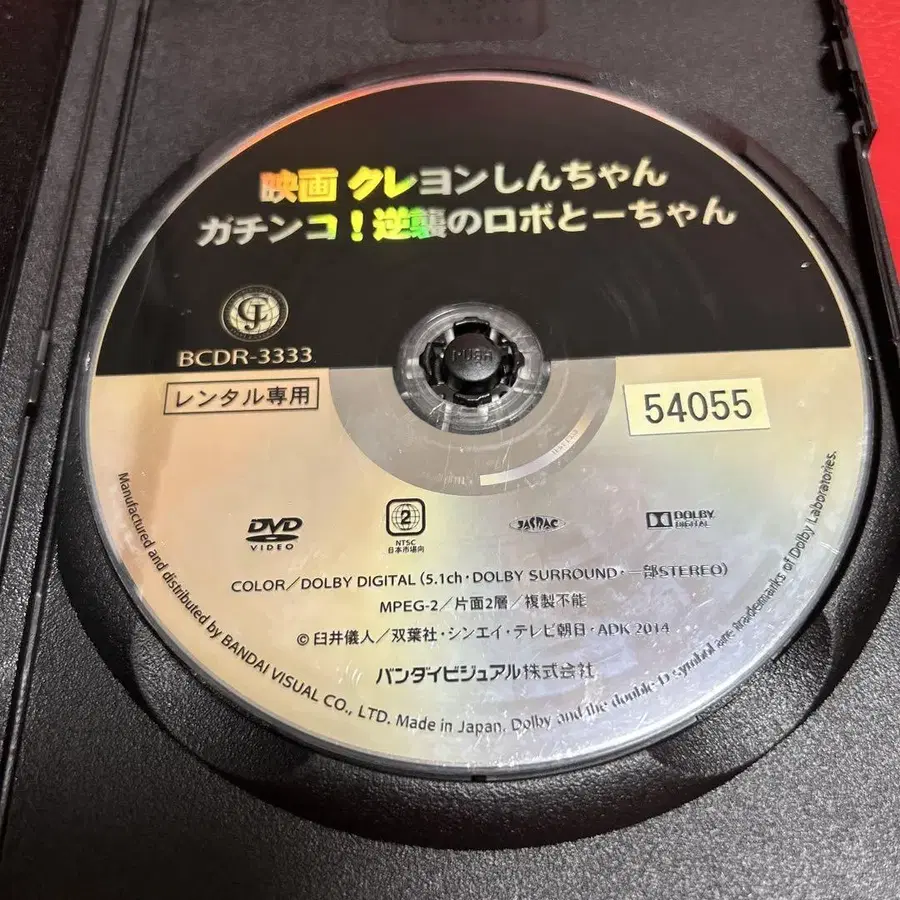 映画 クレヨンしんちゃん
ガチンコ!逆襲のロボとーちゃん
BCDR-3333
レンタル専用
PUSH
54055
DVD
VIDEO
2
NTSC
日本市場向
JASRAC
DOLBY
DIGITAL
COLOR/DOLBY DIGITAL (5.1ch・DOLBY SURROUND・一部STEREO)
MPEG-2/片面2層/複製不能
©臼井儀人/双葉社・シンエイ・テレビ朝日・ADK 2014
バンダイビジュアル株式会社
Manufactured and distributed by BANDAI VISUAL CO., LTD. Made in Japan. Dolby and the double-D symbol are trademarks of Dolby Laboratories.